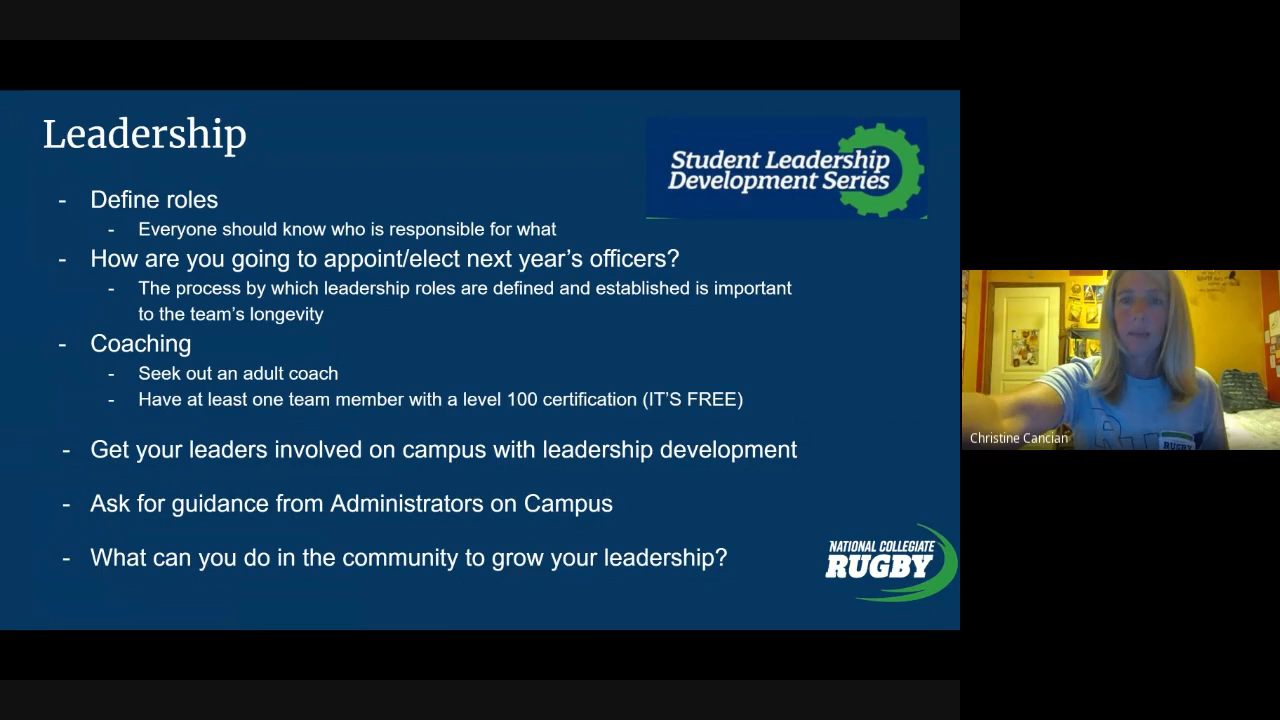 Leadership
Student Leadership
Development Series
- Define roles
- Everyone should know who is responsible for what
- How are you going to appoint/elect next year's officers?
- The process by which leadership roles are defined and established is important
to the team's longevity
- Coaching
- Seek out an adult coach
- Have at least one team member with a level 100 certification (IT'S FREE)
- Get your leaders involved on campus with leadership development
- Ask for guidance from Administrators on Campus
- What can you do in the community to grow your leadership?
NATIONAL COLLEGIATE
RUGBY
Christine Cancian
RUGBY